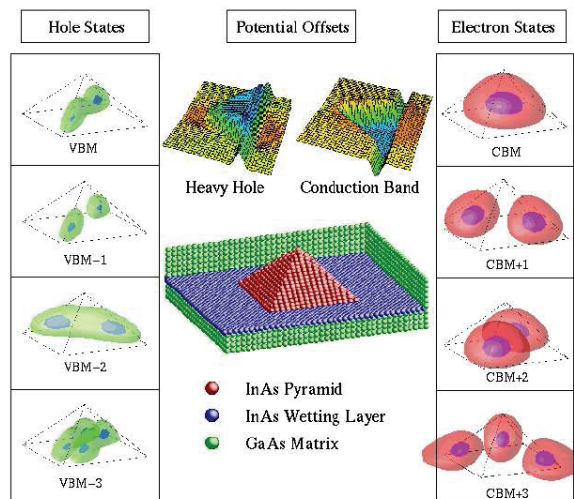 Hole States
Potential Offsets
Electron States
VBM
VBM-1
VBM-2
VBM-3
Heavy Hole
Conduction Band
InAs Pyramid
InAs Wetting Layer
GaAs Matrix
CBM
CBM+1
CBM+2
CBM+3